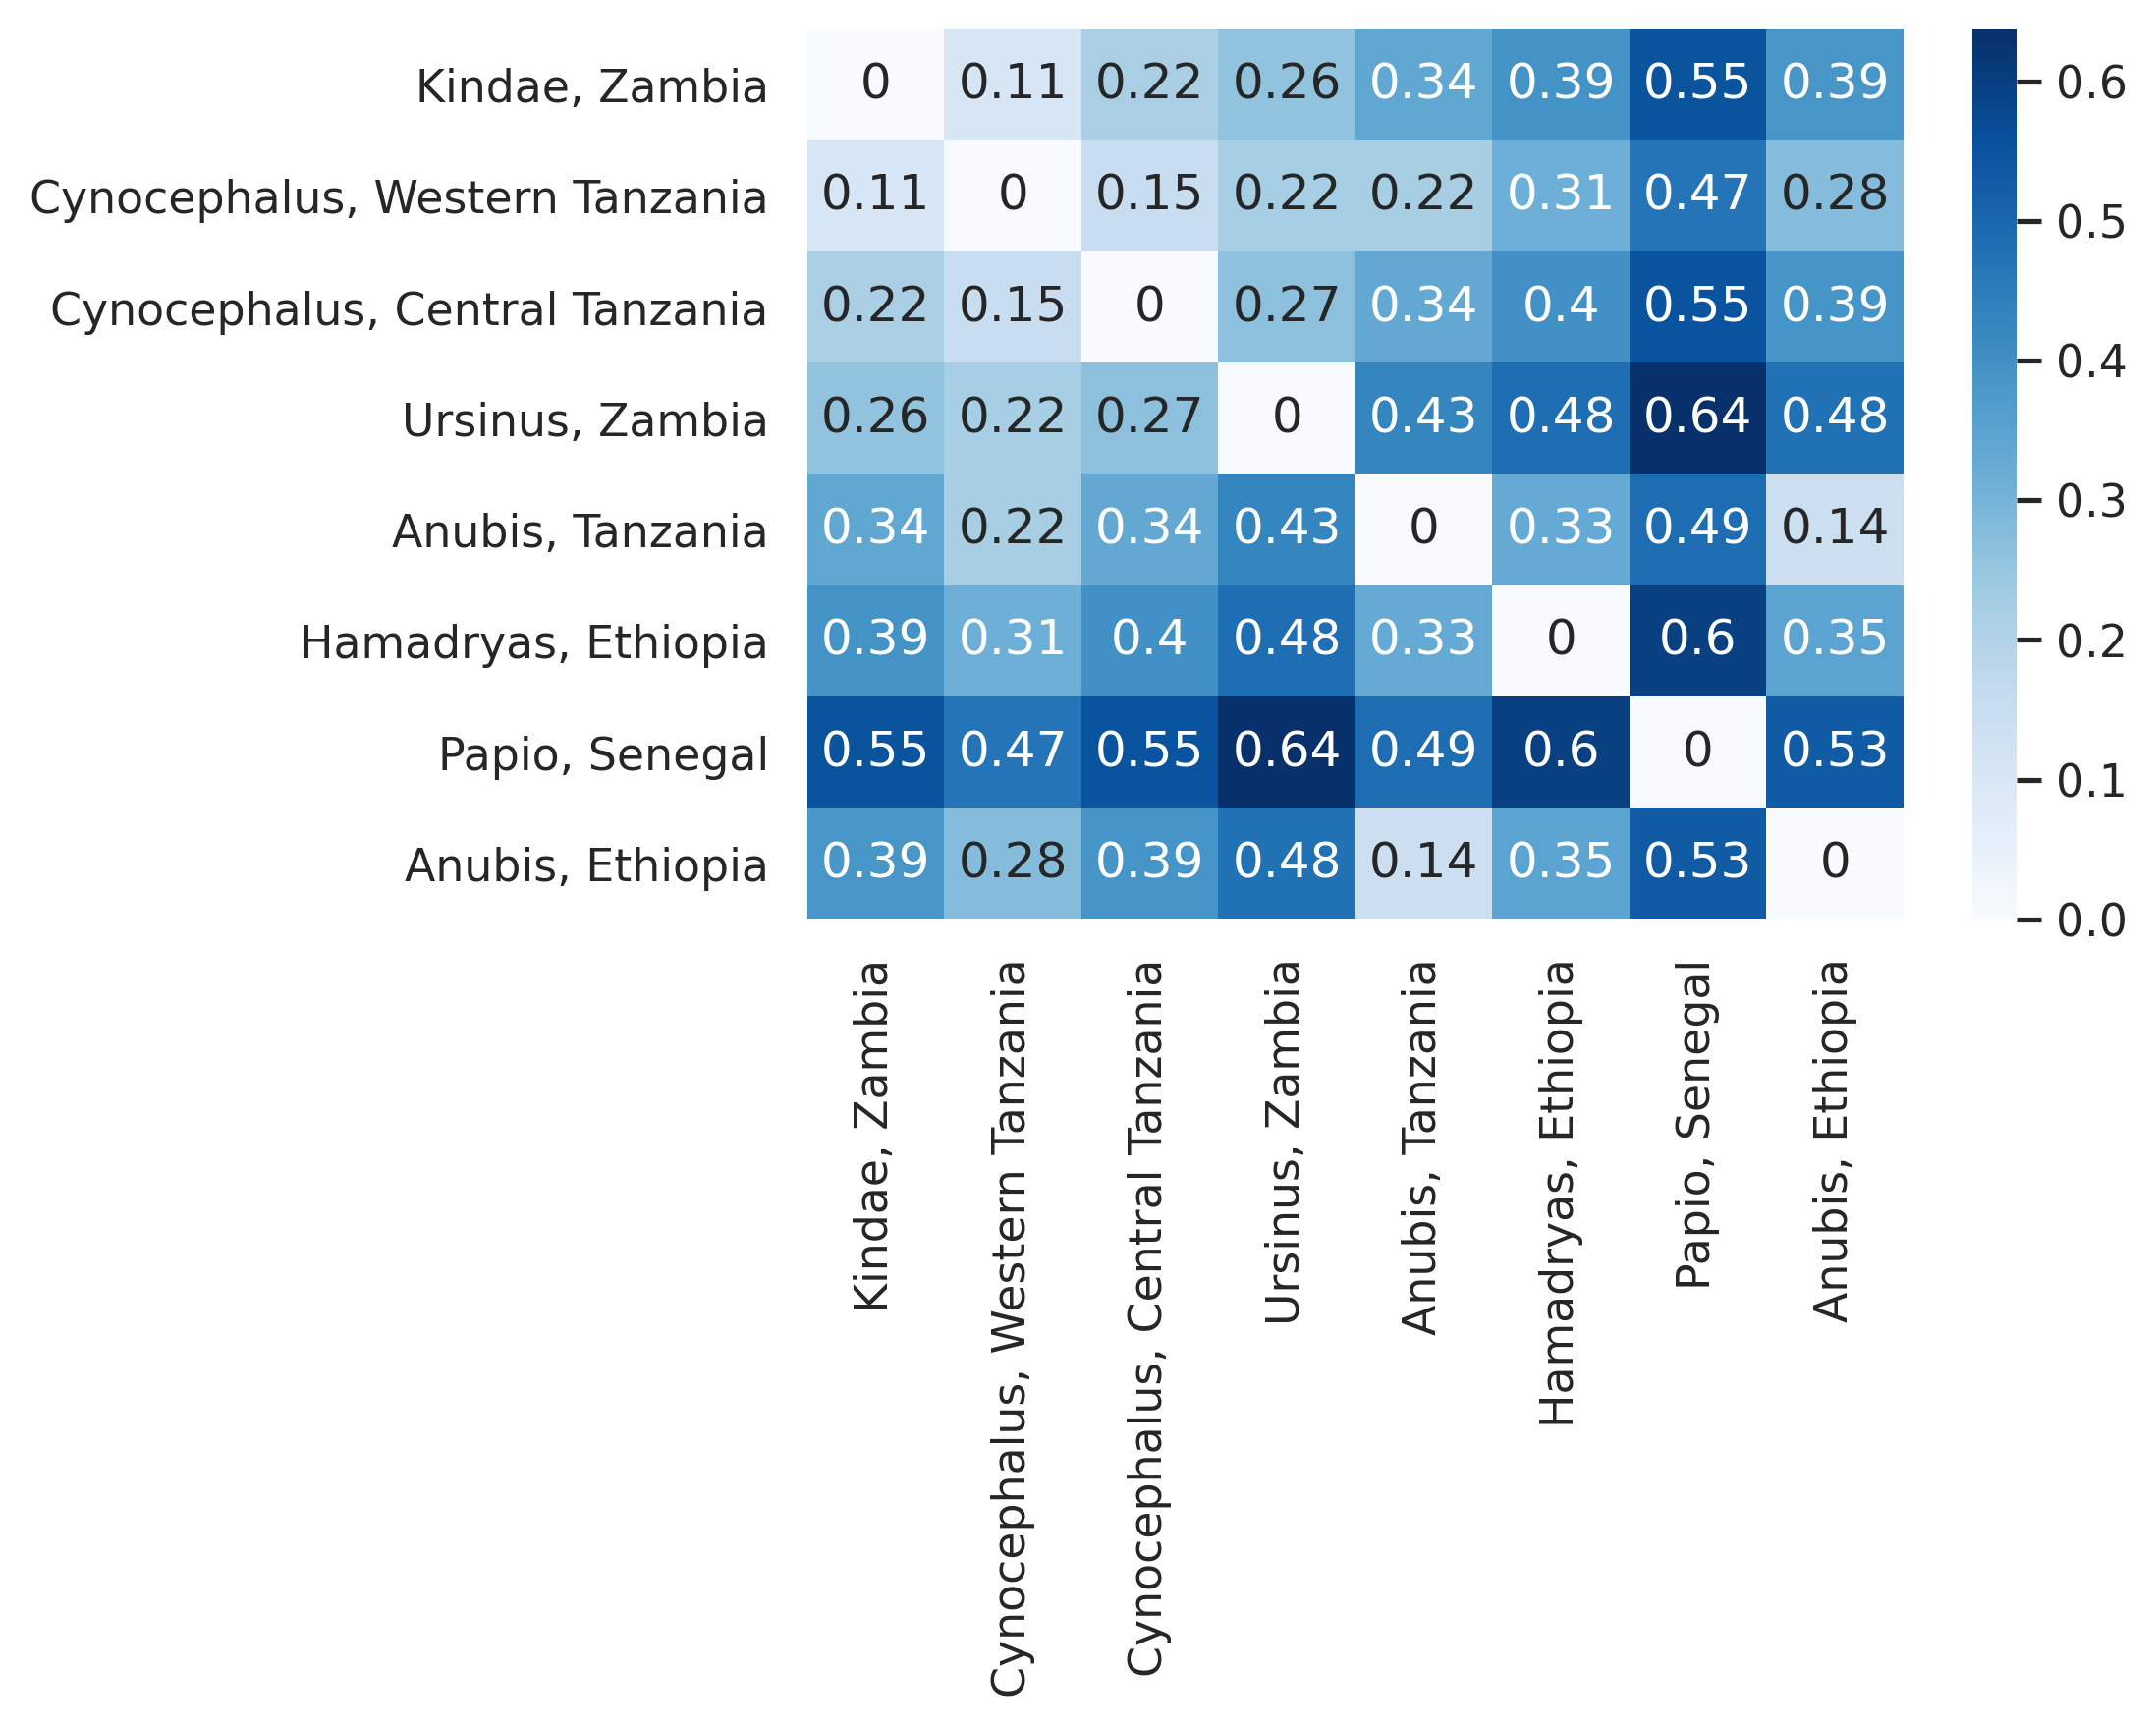 Kindae, Zambia 0 0.11 0.22 0.26 0.34 0.39 0.55 0.39
Cynocephalus, Western Tanzania 0.11 0 0.15 0.22 0.22 0.31 0.47 0.28
Cynocephalus, Central Tanzania 0.22 0.15 0 0.27 0.34 0.4 0.55 0.39
Ursinus, Zambia 0.26 0.22 0.27 0 0.43 0.48 0.64 0.48
Anubis, Tanzania 0.34 0.22 0.34 0.43 0 0.33 0.49 0.14
Hamadryas, Ethiopia 0.39 0.31 0.4 0.48 0.33 0 0.6 0.35
Papio, Senegal 0.55 0.47 0.55 0.64 0.49 0.6 0 0.53
Anubis, Ethiopia 0.39 0.28 0.39 0.48 0.14 0.35 0.53 0
Kindae, Zambia
Cynocephalus, Western Tanzania
Cynocephalus, Central Tanzania
Ursinus, Zambia
Anubis, Tanzania
Hamadryas, Ethiopia
Papio, Senegal
Anubis, Ethiopia
0.6
0.5
0.4
0.3
0.2
0.1
0.0